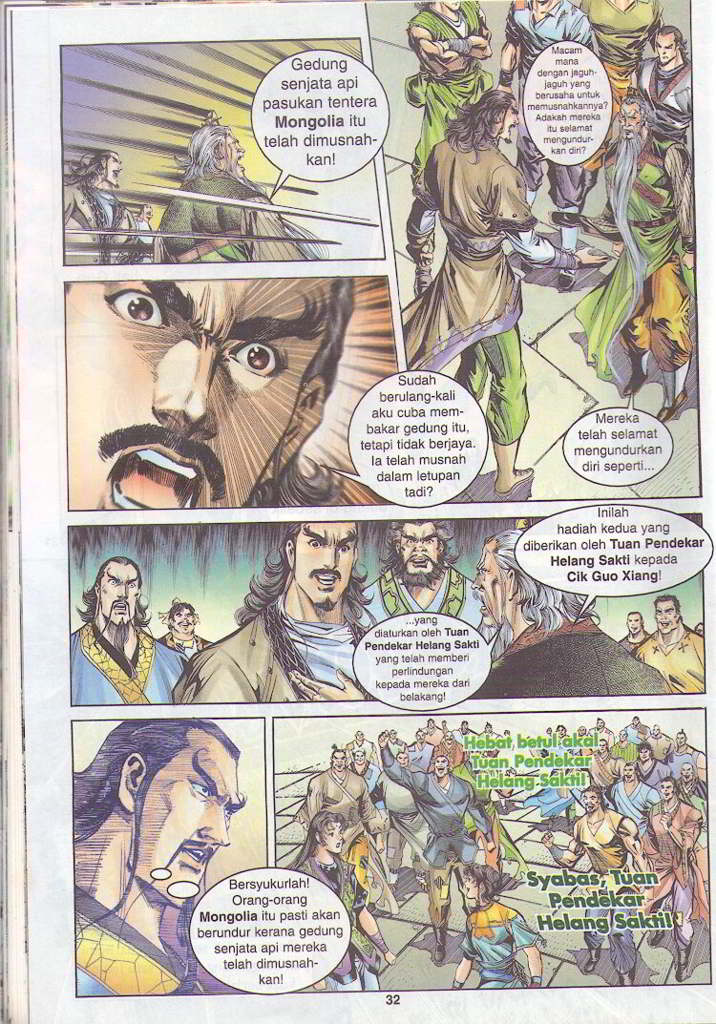 Gedung
senjata api
pasukan tentera
Mongolia itu
telah dimusnah-
kan!
Macam
mana
dengan jaguh-
jaguh yang
berusaha untuk
memusnahkannya?
Adakah mereka
itu selamat
mengundur-
kan diri?
Sudah
berulang-kali
aku cuba mem-
bakar gedung itu,
tetapi tidak berjaya.
Ia telah musnah
dalam letupan
tadi?
Mereka
telah selamat
mengundurkan
diri seperti...
Inilah
hadiah kedua yang
diberikan oleh Tuan Pendekar
Helang Sakti kepada
Cik Guo Xiang!
...yang
diaturkan oleh Tuan
Pendekar Helang Sakti
yang telah memberi
perlindungan
kepada mereka dari
belakang!
Bersyukurlah!
Orang-orang
Mongolia itu pasti akan
berundur kerana gedung
senjata api mereka
telah dimusnah-
kan!
Hebat betul akal
Tuan Pendekar
Helang Sakti!
Syabas, Tuan
Pendekar
Helang Sakti!
32